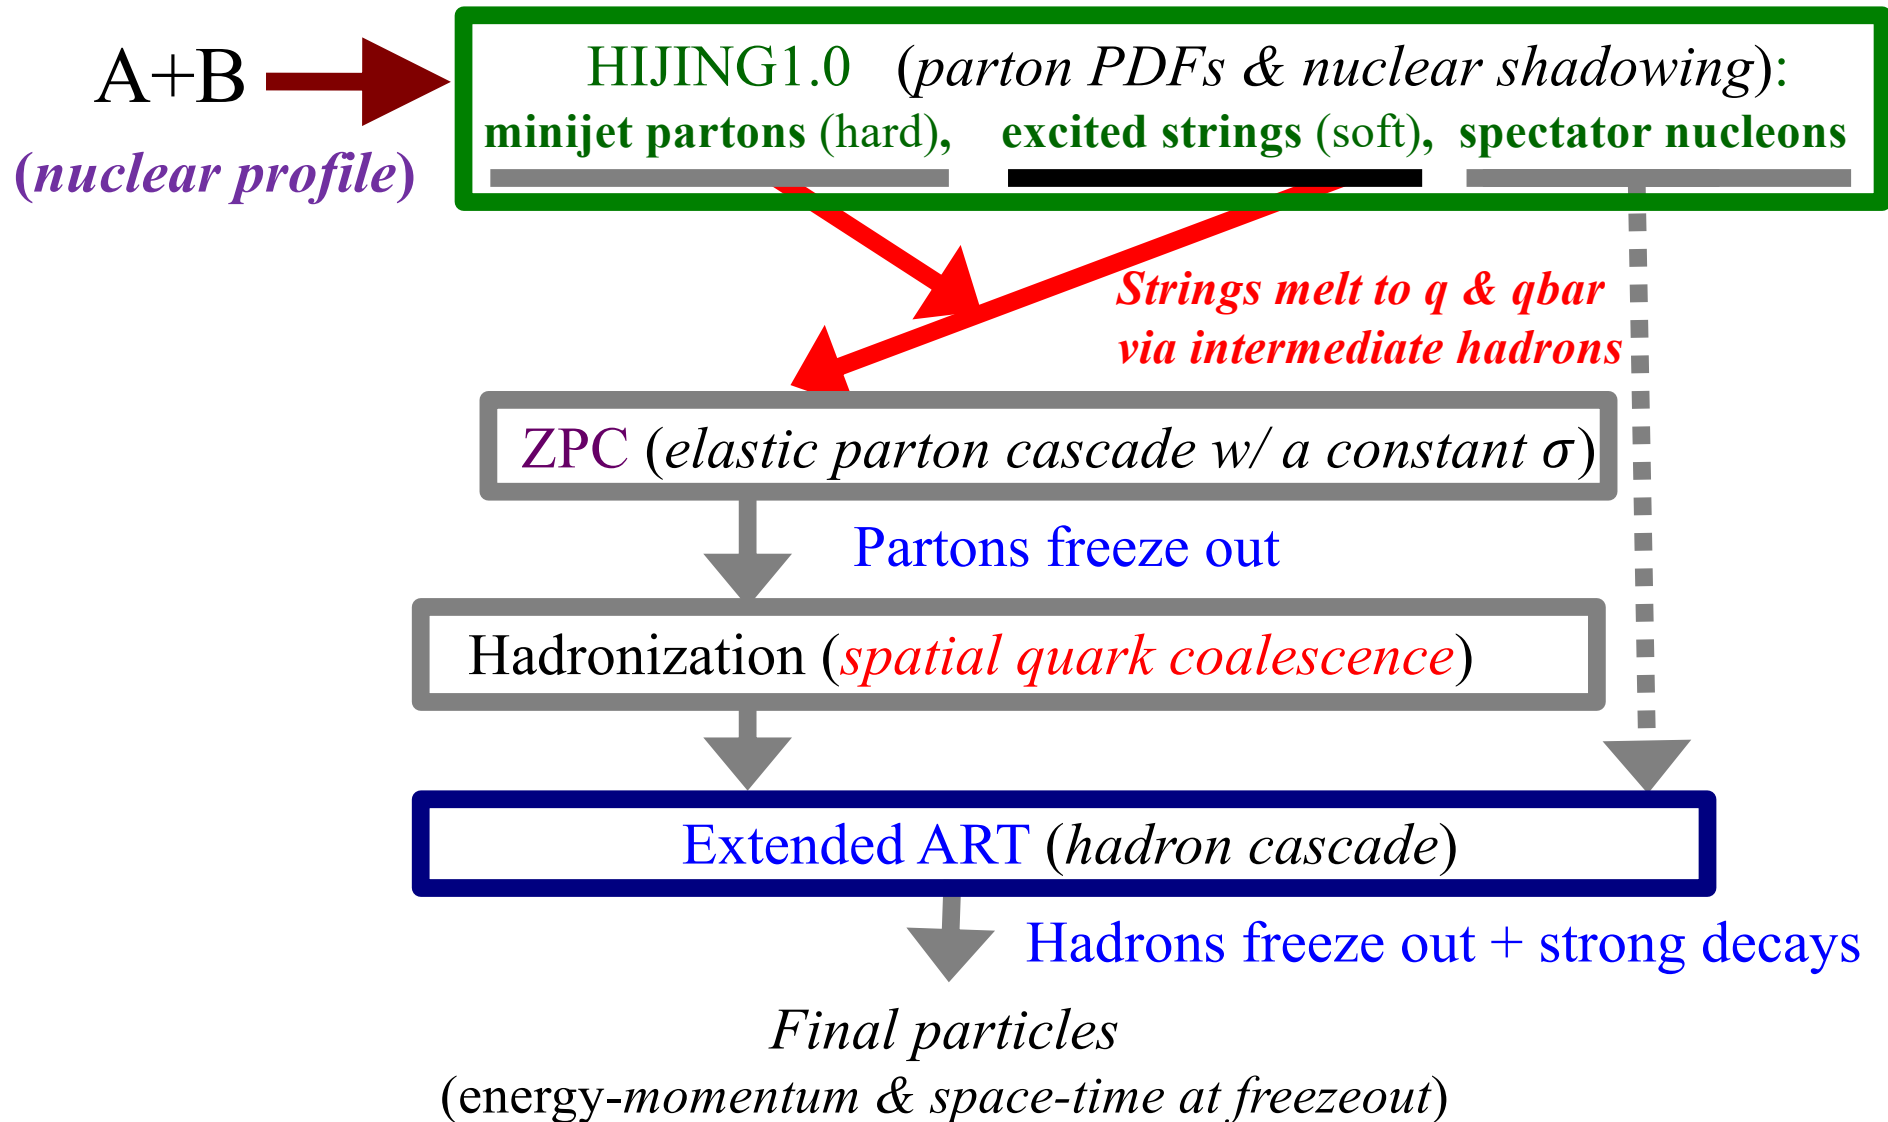 A+B
(nuclear profile)
HIJING1.0 (parton PDFs & nuclear shadowing):
minijet partons (hard), excited strings (soft), spectator nucleons
Strings melt to q & qbar
via intermediate hadrons
ZPC (elastic parton cascade w/ a constant σ)
Partons freeze out
Hadronization (spatial quark coalescence)
Extended ART (hadron cascade)
Hadrons freeze out + strong decays
Final particles
(energy-momentum & space-time at freezeout)